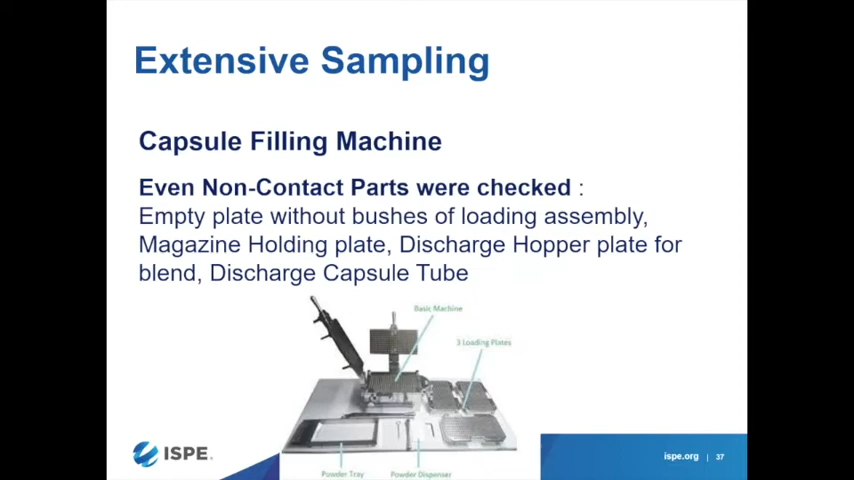 Extensive Sampling
Capsule Filling Machine
Even Non-Contact Parts were checked :
Empty plate without bushes of loading assembly,
Magazine Holding plate, Discharge Hopper plate for
blend, Discharge Capsule Tube
Basic Machine
3 Loading Plates
Powder Tray
Powder Dispenser
ISPE.
ispe.org | 37